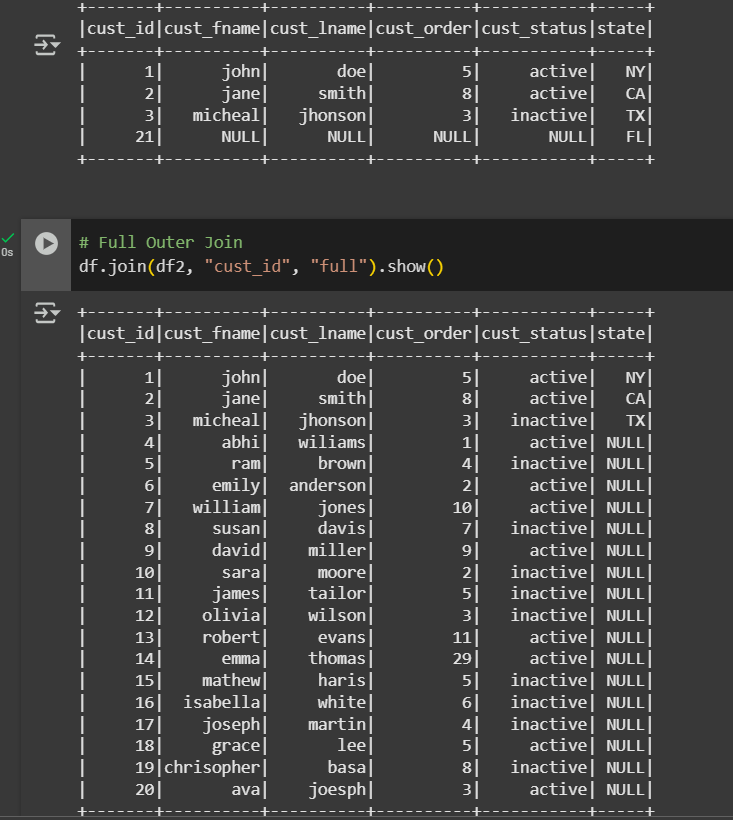 +-------+----------+----------+----------+-----------+-----+
|cust_id|cust_fname|cust_lname|cust_order|cust_status|state|
+-------+----------+----------+----------+-----------+-----+
|      1|      john|       doe|         5|     active|   NY|
|      2|      jane|     smith|         8|     active|   CA|
|      3|   micheal|   jhonson|         3|   inactive|   TX|
|     21|      NULL|      NULL|      NULL|       NULL|   FL|
+-------+----------+----------+----------+-----------+-----+
0s
# Full Outer Join
df.join(df2, "cust_id", "full").show()
+-------+----------+----------+----------+-----------+-----+
|cust_id|cust_fname|cust_lname|cust_order|cust_status|state|
+-------+----------+----------+----------+-----------+-----+
|      1|      john|       doe|         5|     active|   NY|
|      2|      jane|     smith|         8|     active|   CA|
|      3|   micheal|   jhonson|         3|   inactive|   TX|
|      4|      abhi|   wiliams|         1|     active| NULL|
|      5|       ram|     brown|         4|   inactive| NULL|
|      6|     emily|  anderson|         2|     active| NULL|
|      7|   william|     jones|        10|     active| NULL|
|      8|     susan|     davis|         7|   inactive| NULL|
|      9|     david|    miller|         9|     active| NULL|
|     10|      sara|     moore|         2|   inactive| NULL|
|     11|     james|    tailor|         5|   inactive| NULL|
|     12|    olivia|    wilson|         3|   inactive| NULL|
|     13|    robert|     evans|        11|     active| NULL|
|     14|      emma|    thomas|        29|     active| NULL|
|     15|    mathew|     haris|         5|   inactive| NULL|
|     16|  isabella|     white|         6|   inactive| NULL|
|     17|    joseph|    martin|         4|   inactive| NULL|
|     18|     grace|       lee|         5|     active| NULL|
|     19|chrisopher|      basa|         8|   inactive| NULL|
|     20|       ava|    joesph|         3|     active| NULL|
+-------+----------+----------+----------+-----------+-----+